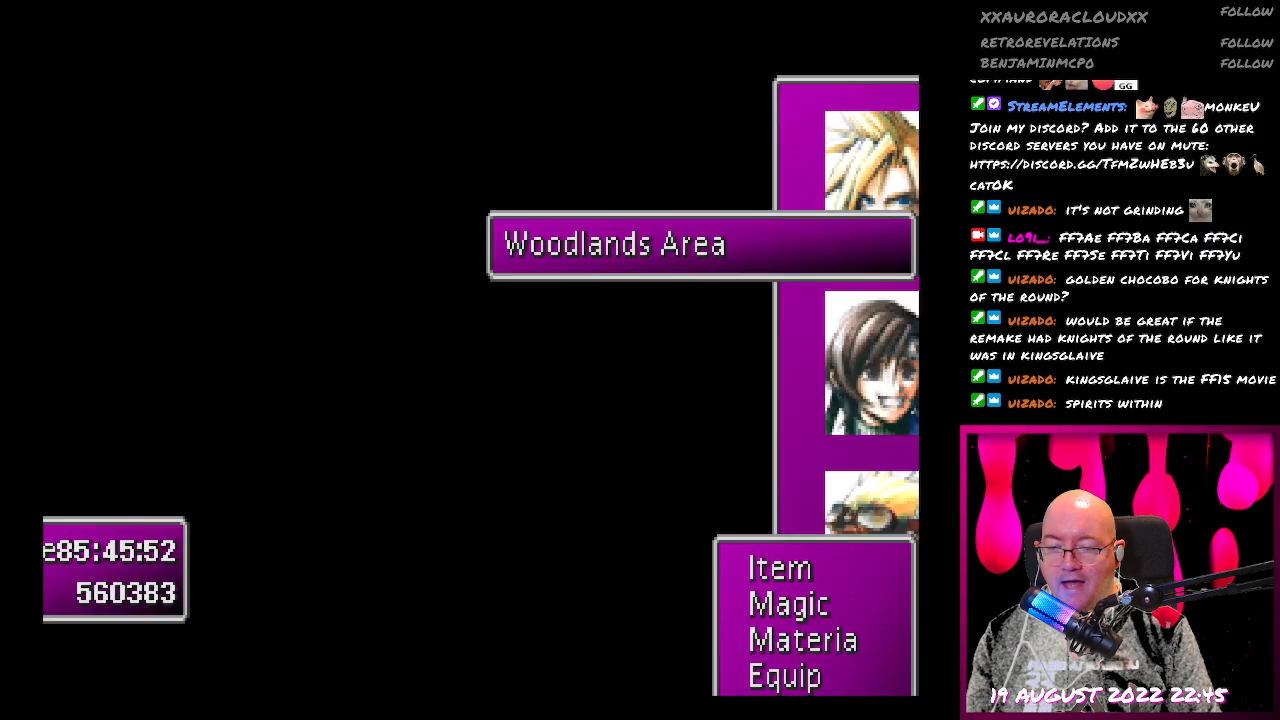 XXAURORACLOUDXX FOLLOW
RETROREVELATIONS FOLLOW
BENJAMINMCPO FOLLOW
COMMAND GG
STREAMELEMENTS: MONKEU
JOIN MY DISCORD? ADD IT TO THE 60 OTHER
DISCORD SERVERS YOU HAVE ON MUTE:
CATOK
VIZADO: IT'S NOT GRINDING
FF7AE FF7BA FF7CA FF7CI
FF7CL FF7RE FF7SE FF7TI FF7VI FF7YU
VIZADO: GOLDEN CHOCOBO FOR KNIGHTS
OF THE ROUND?
VIZADO: WOULD BE GREAT IF THE
REMAKE HAD KNIGHTS OF THE ROUND LIKE IT
WAS IN KINGSGLAIVE
VIZADO: KINGSGLAIVE IS THE FF15 MOVIE
VIZADO: SPIRITS WITHIN
Woodlands Area
e85:45:52
560383
Item
Magic
Materia
Equip
19 AUGUST 2022 22:45